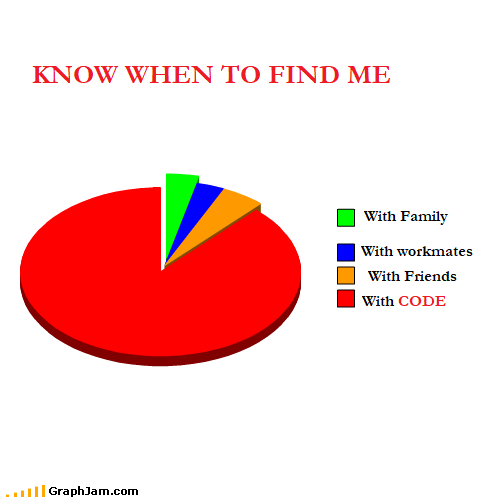 KNOW WHEN TO FIND ME
With Family
With workmates
With Friends
With CODE
GraphJam.com